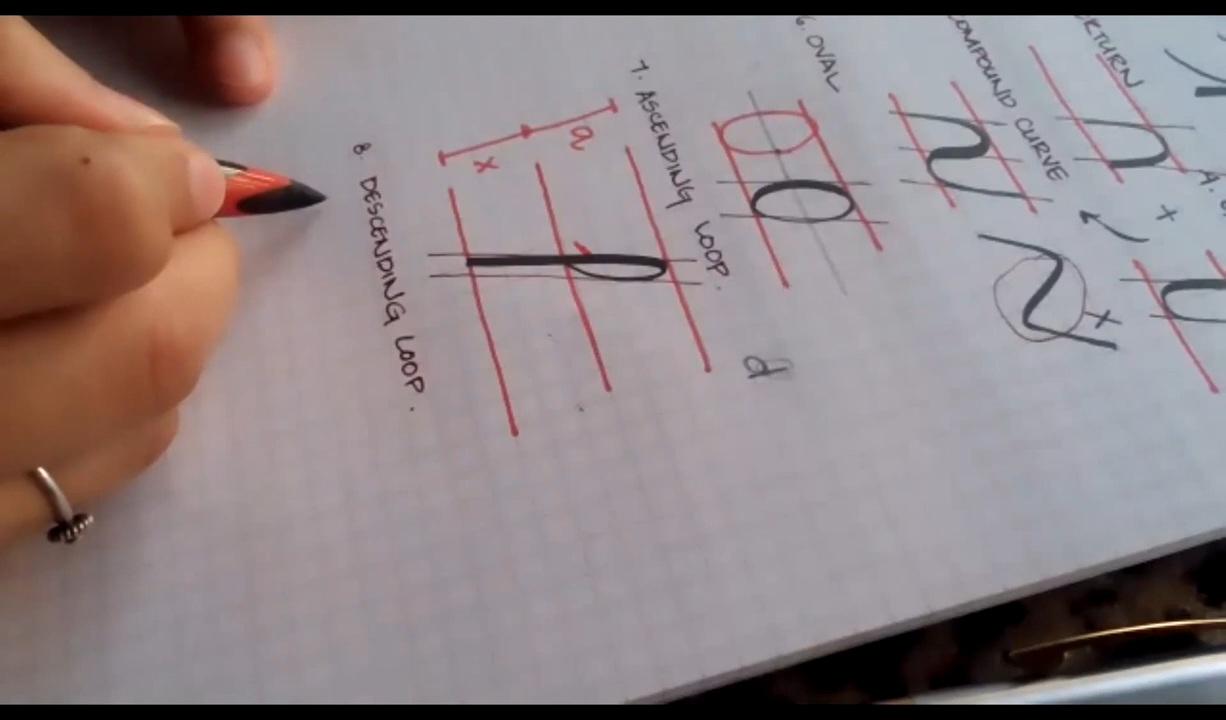 COMPOUND CURVE
6. OVAL
7. ASCENDING LOOP.
a
x
d
8. DESCENDING LOOP.